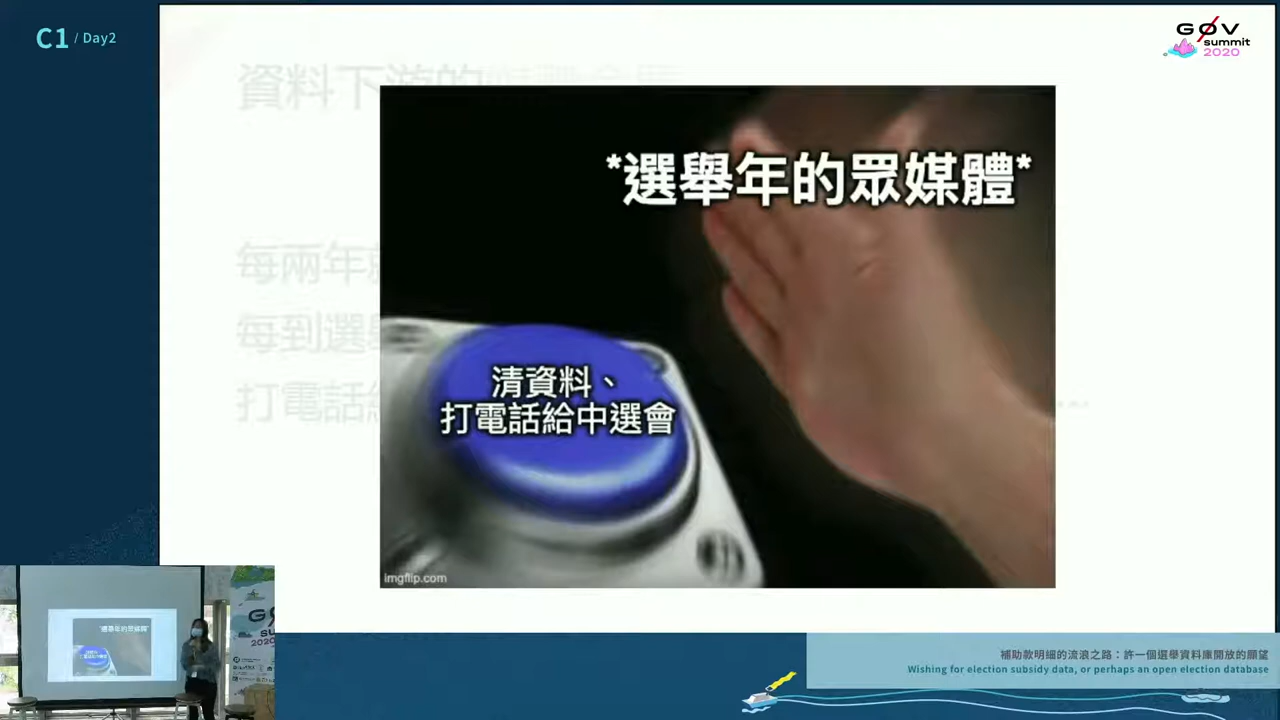 C1 / Day2
GØV
summit
2020
資料下游的
*選舉年的眾媒體*
每兩年
每到選舉
清資料、
打電話給中選會
打電話給
imgflip.com
補助款明細的流浪之路：許一個選舉資料庫開放的願望
Wishing for election subsidy data, or perhaps an open election database